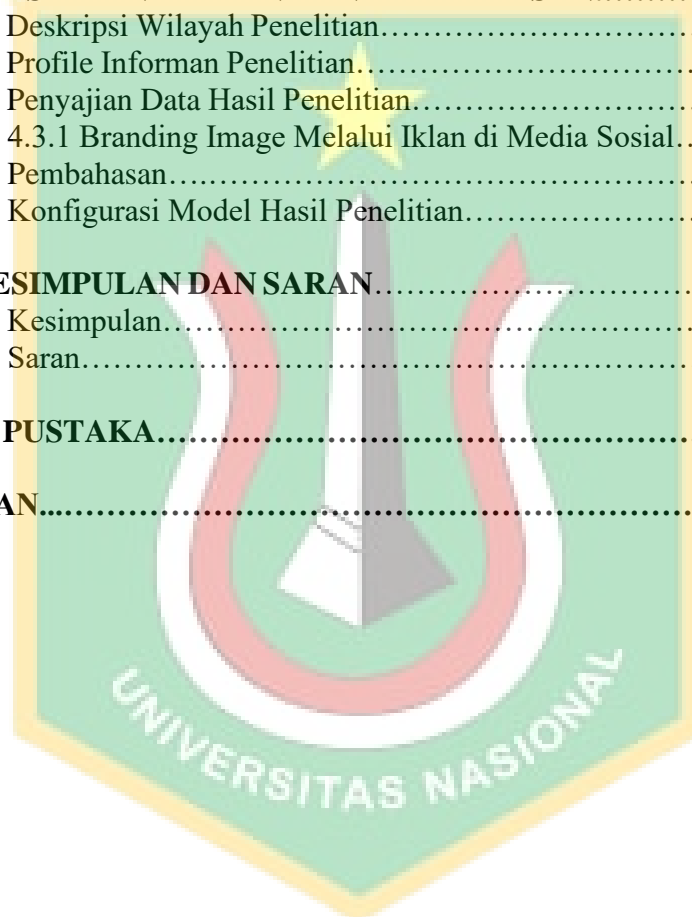 Deskripsi Wilayah Penelitian……………………………
Profile Informan Penelitian………………………………
Penyajian Data Hasil Penelitian…………………………
4.3.1 Branding Image Melalui Iklan di Media Sosial…
Pembahasan…..……………………………………………
Konfigurasi Model Hasil Penelitian……………………
ESIMPULAN DAN SARAN……………………………
Kesimpulan…………………………………………………
Saran…………………………………………………………
PUSTAKA……………………………………………………
AN...……………………………………………………………
UNIVERSITAS NASIONAL